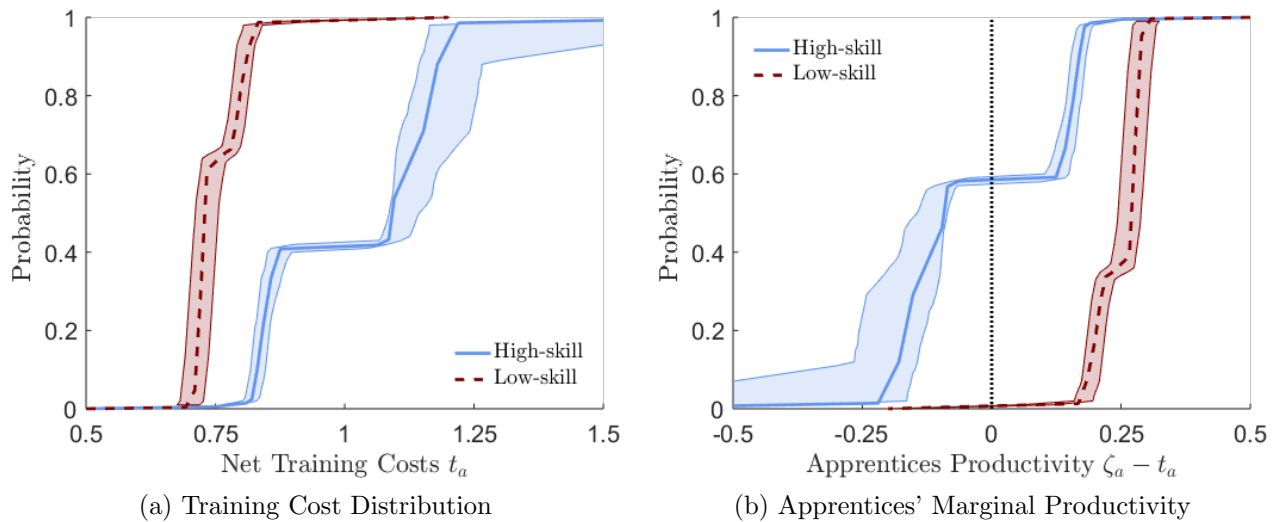 1
0.8
0.6
0.4
0.2
0
Probability
High-skill
Low-skill
0.5
0.75
1
1.25
1.5
Net Training Costs tₐ
(a) Training Cost Distribution
1
0.8
0.6
0.4
0.2
0
Probability
High-skill
Low-skill
-0.5
-0.25
0
0.25
0.5
Apprentices Productivity ζₐ − tₐ
(b) Apprentices' Marginal Productivity